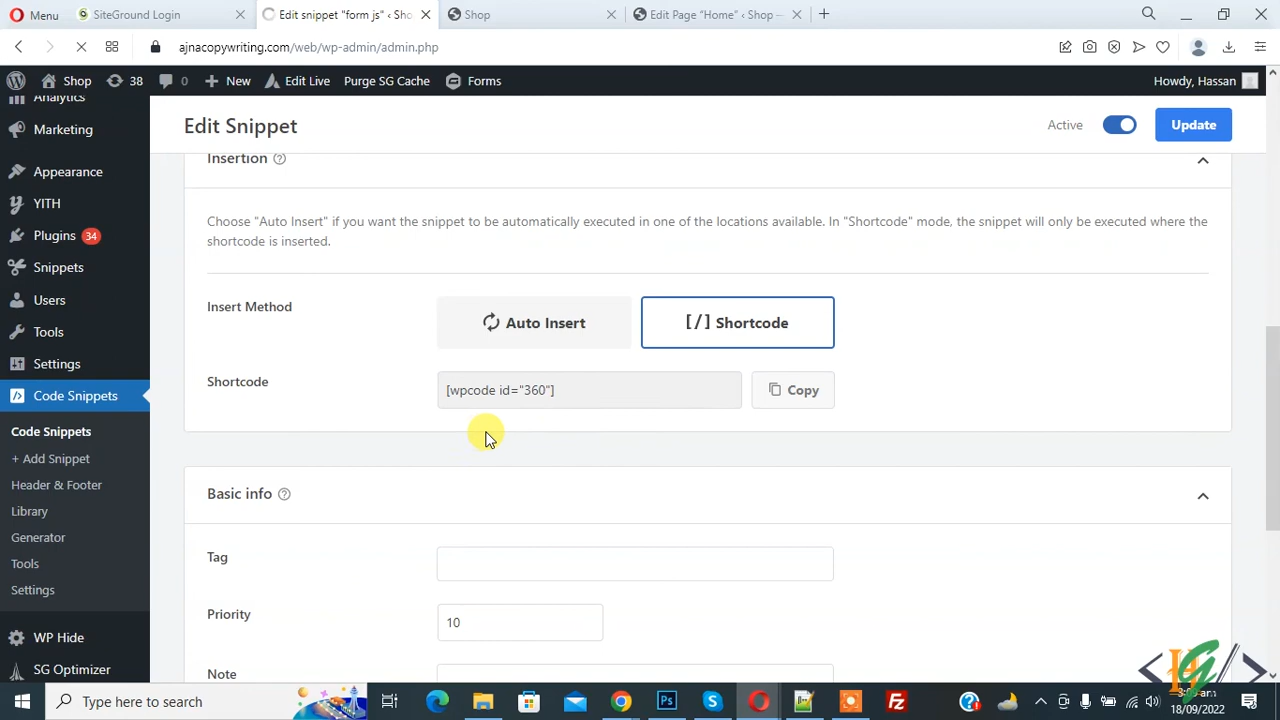 Menu
SiteGround Login
Edit snippet "form js" ‹ Sho
Shop
Edit Page “Home” ‹ Shop —
ajnacopywriting.com/web/wp-admin/admin.php
Shop
38
0
New
Edit Live
Purge SG Cache
Forms
Howdy, Hassan
Analytics
Marketing
Appearance
YITH
Plugins 34
Snippets
Users
Tools
Settings
Code Snippets
Code Snippets
+ Add Snippet
Header & Footer
Library
Generator
Tools
Settings
WP Hide
SG Optimizer
Edit Snippet
Active
Update
Insertion
Choose "Auto Insert" if you want the snippet to be automatically executed in one of the locations available. In "Shortcode" mode, the snippet will only be executed where the
shortcode is inserted.
Insert Method
Auto Insert
[/] Shortcode
Shortcode
[wpcode id="360"]
Copy
Basic info
Tag
Priority
10
Note
Type here to search
18/09/2022